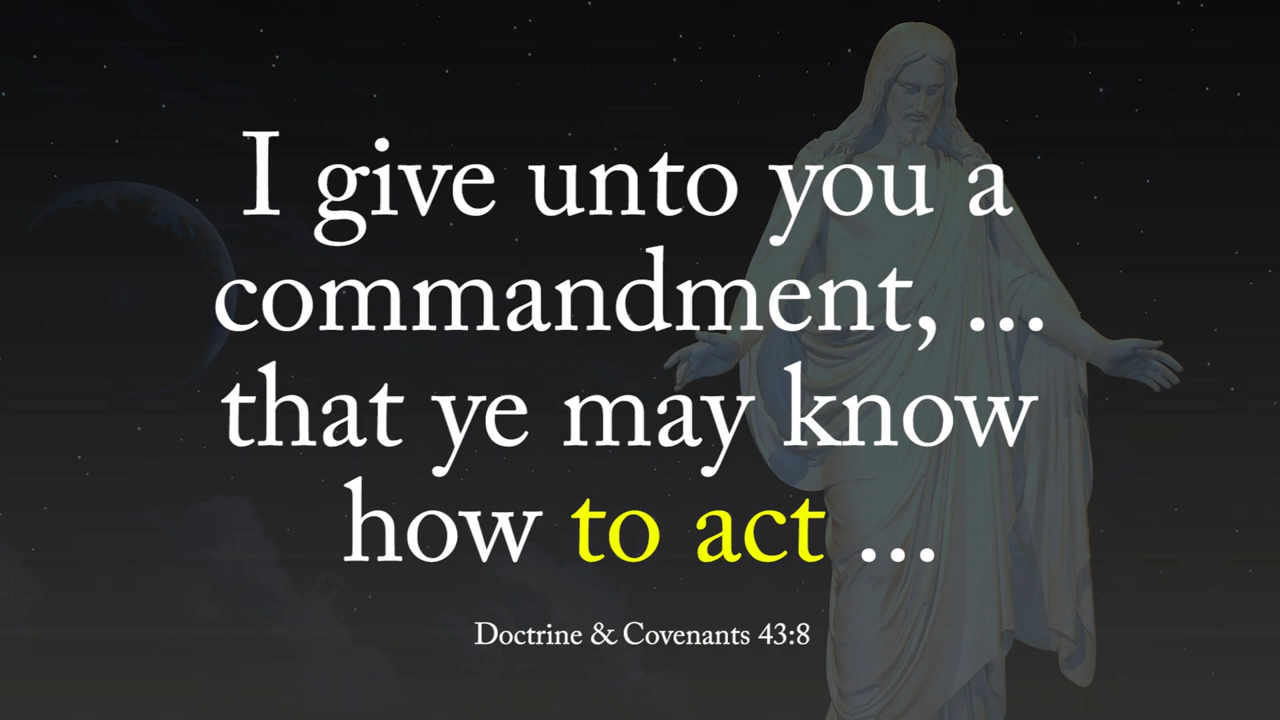 I give unto you a
commandment, ...
that ye may know
how to act ...
Doctrine & Covenants 43:8